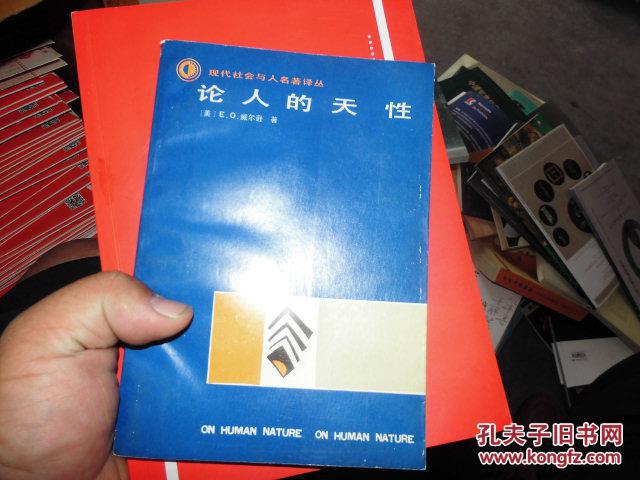 现代社会与人名著译丛
论人的天性
[美] E.O.威尔逊 著
ON HUMAN NATURE ON HUMAN NATURE
孔夫子旧书网
www.kongfz.com